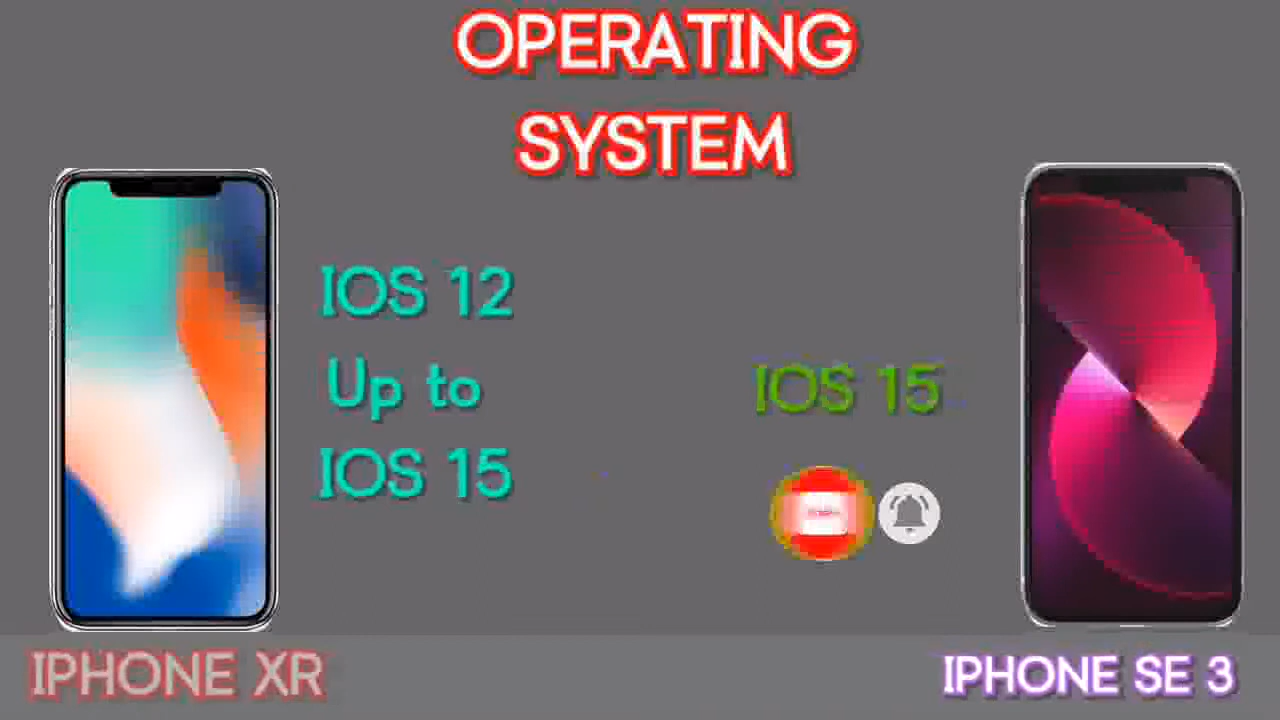 OPERATING
SYSTEM
IOS 12
Up to
IOS 15
IOS 15
IPHONE XR
IPHONE SE 3